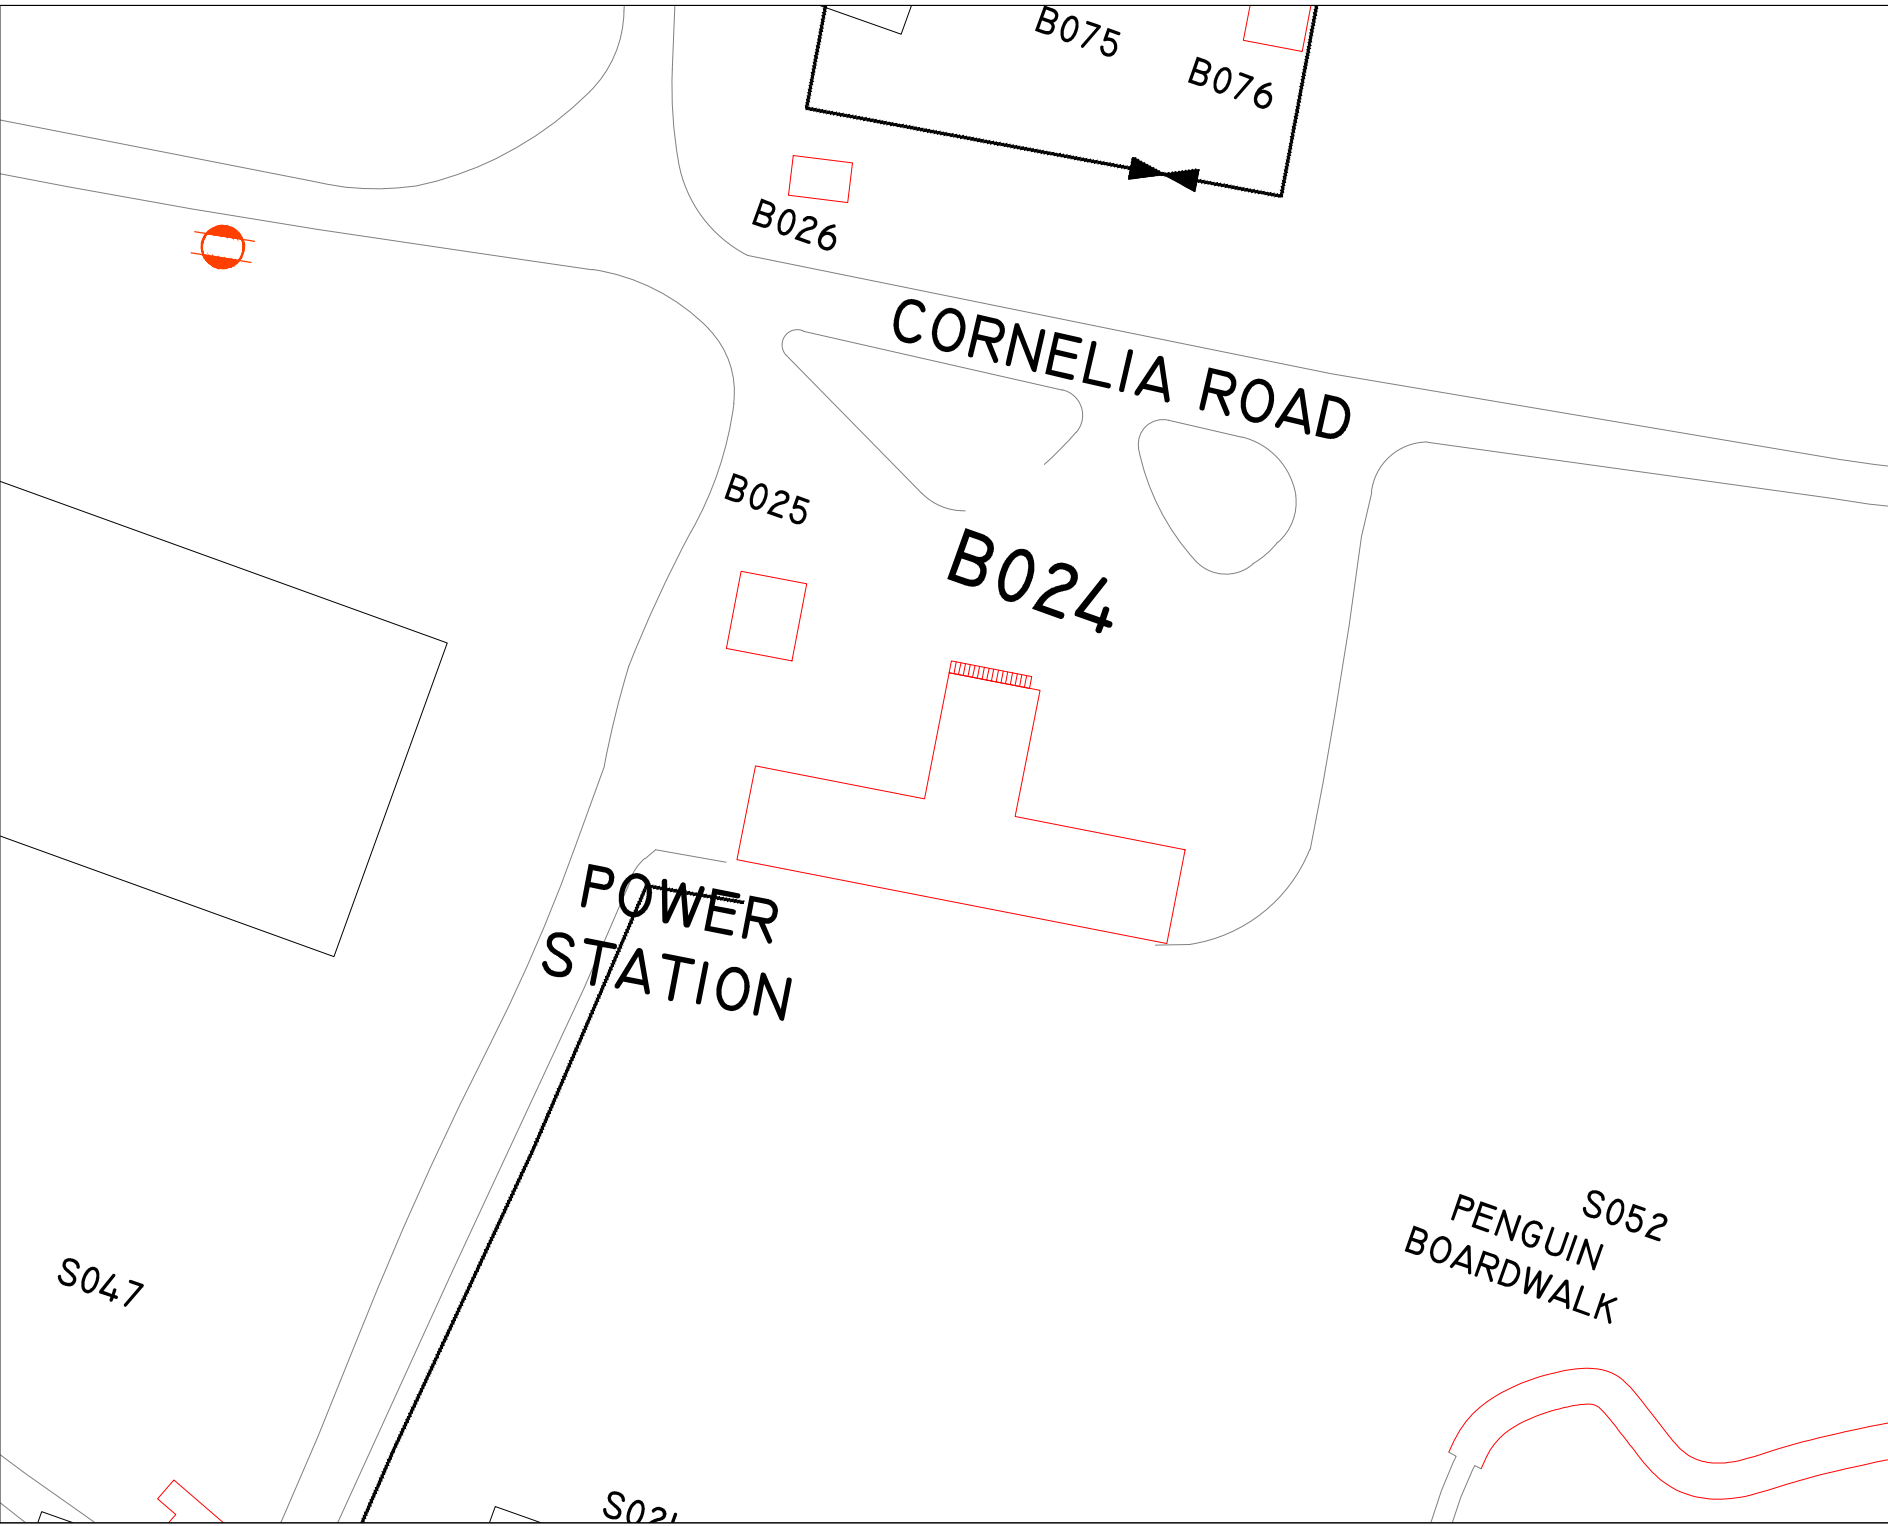 B075
B076
B026
CORNELIA ROAD
B025
B024
POWER
STATION
S052
PENGUIN
BOARDWALK
S047